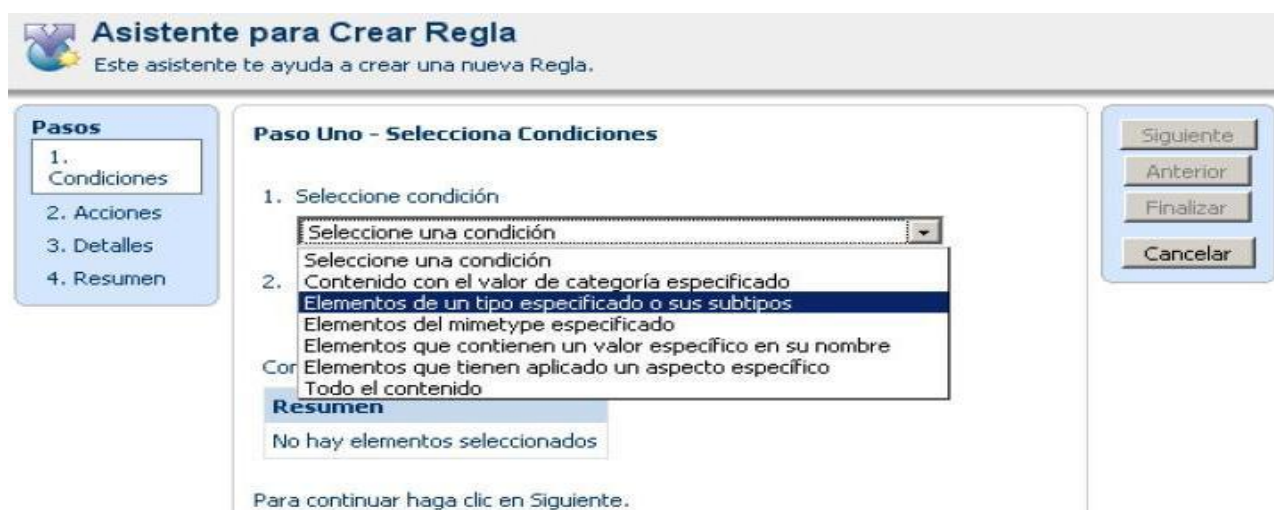 Asistente para Crear Regla
Este asistente te ayuda a crear una nueva Regla.
Pasos
1.
Condiciones
2. Acciones
3. Detalles
4. Resumen
Paso Uno - Selecciona Condiciones
1. Seleccione condición
Seleccione una condición
Seleccione una condición
2.
Contenido con el valor de categoría especificado
Elementos de un tipo especificado o sus subtipos
Elementos del mimetype especificado
Elementos que contienen un valor específico en su nombre
Elementos que tienen aplicado un aspecto específico
Todo el contenido
Resumen
No hay elementos seleccionados
Para continuar haga clic en Siguiente.
Siguiente
Anterior
Finalizar
Cancelar